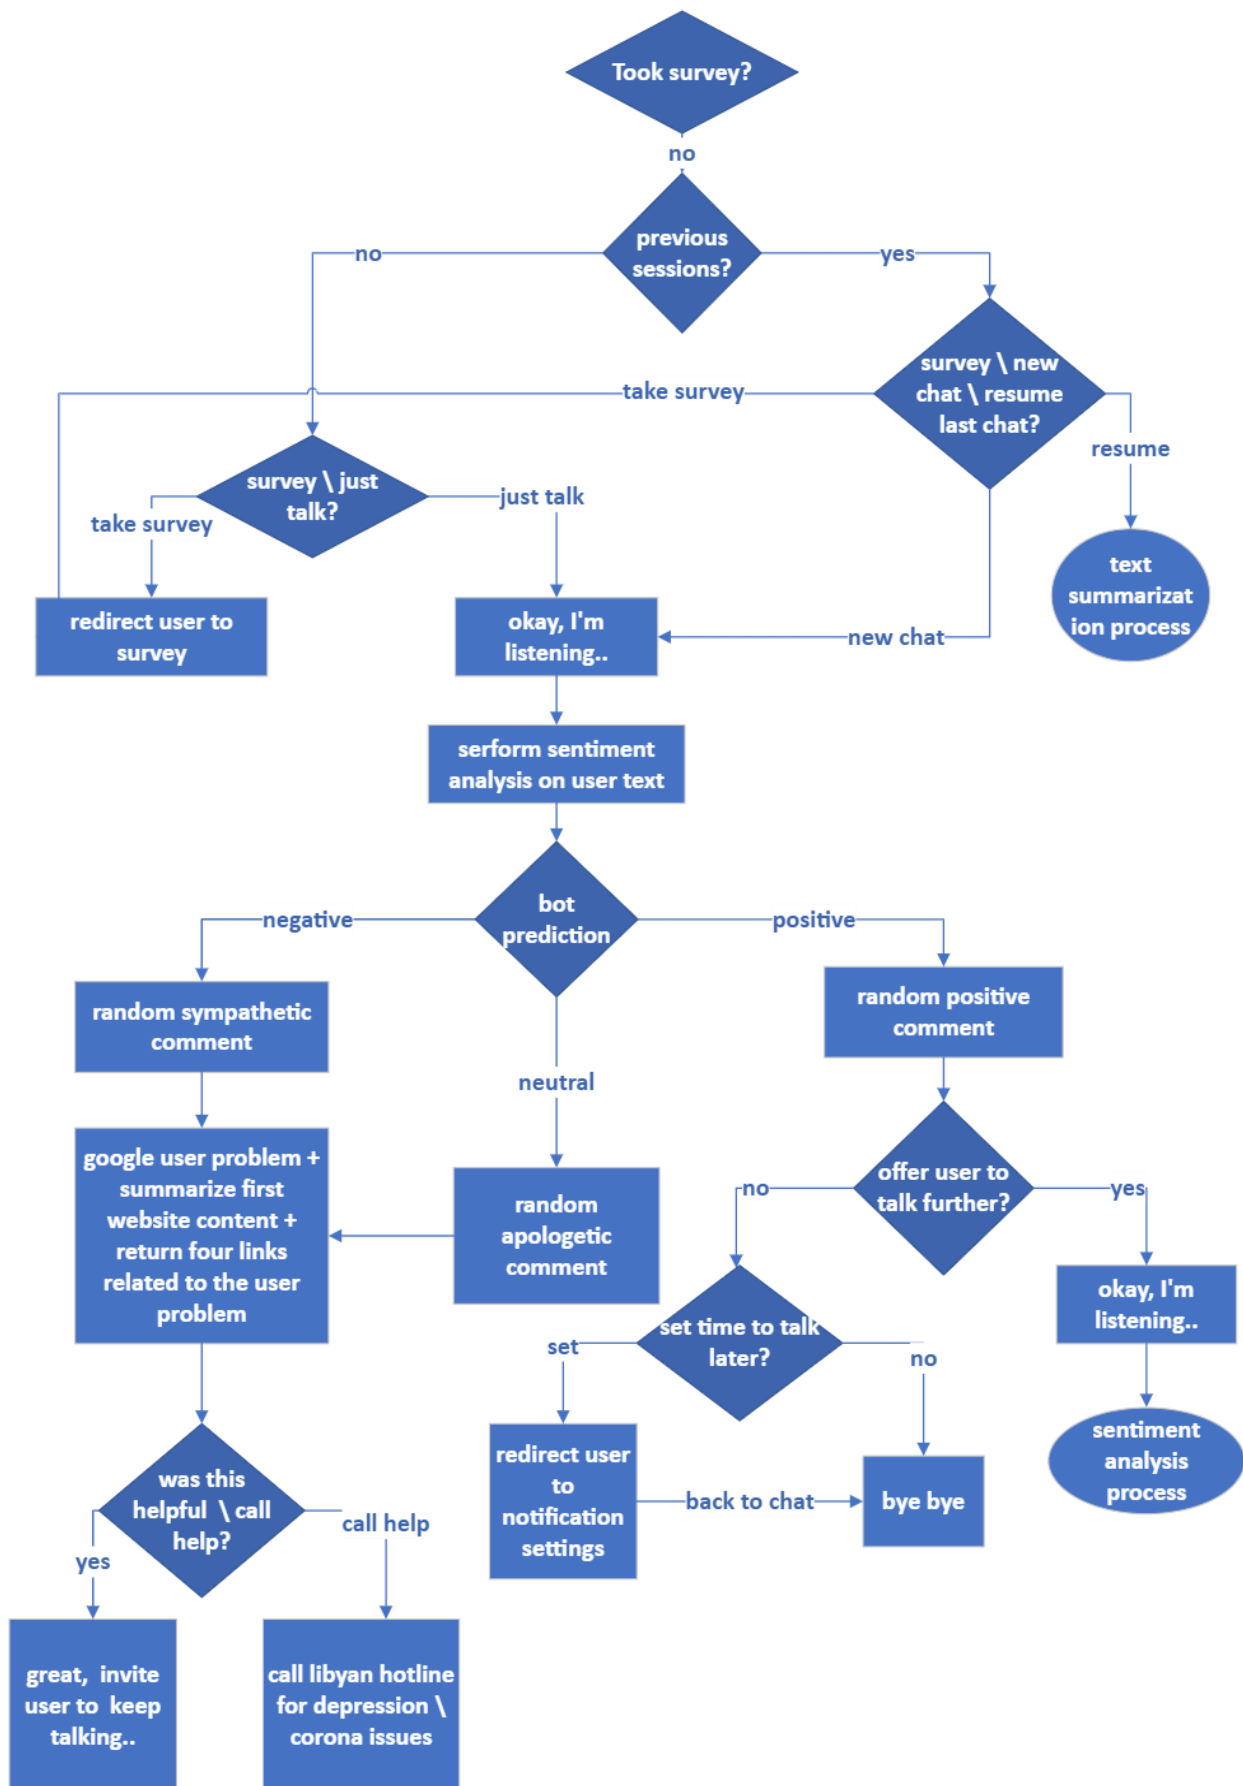 Took survey?
no
previous
sessions?
no
yes
survey \ new
chat \ resume
last chat?
take survey
resume
survey \ just
talk?
just talk
take survey
text
summarizat
ion process
redirect user to
survey
okay, I'm
listening..
new chat
serform sentiment
analysis on user text
bot
prediction
negative
positive
random sympathetic
comment
random positive
comment
neutral
google user problem +
summarize first
website content +
return four links
related to the user
problem
random
apologetic
comment
offer user to
talk further?
no
yes
okay, I'm
listening..
set time to talk
later?
set
no
sentiment
analysis
process
redirect user
to
notification
settings
back to chat
bye bye
was this
helpful \ call
help?
call help
yes
great, invite
user to keep
talking..
call libyan hotline
for depression \
corona issues